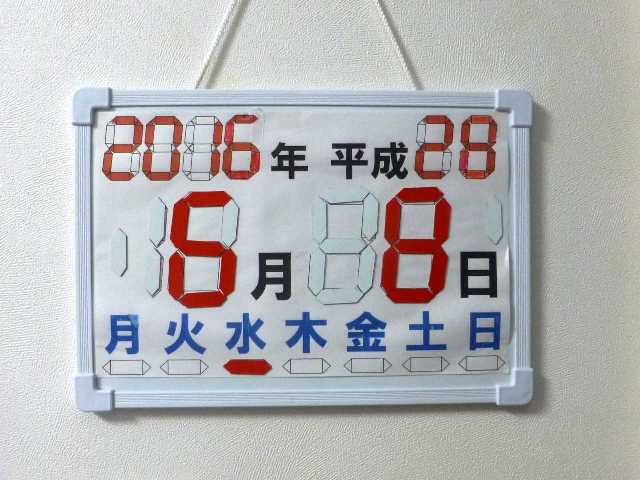 2016年 平成28
6月 8日
月火水木金土日